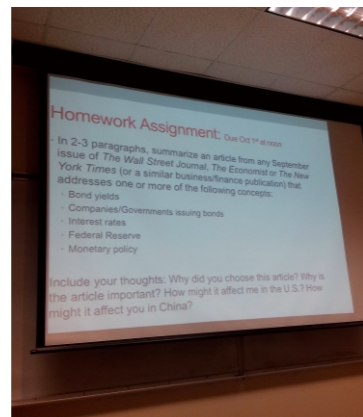 Homework Assignment: Due Oct 1st at noon
· In 2-3 paragraphs, summarize an article from any September
issue of The Wall Street Journal, The Economist or The New
York Times (or a similar business/finance publication) that
addresses one or more of the following concepts:
· Bond yields
· Companies/Governments issuing bonds
· Interest rates
· Federal Reserve
· Monetary policy
Include your thoughts: Why did you choose this article? Why is
the article important? How might it affect me in the U.S.? How
might it affect you in China?